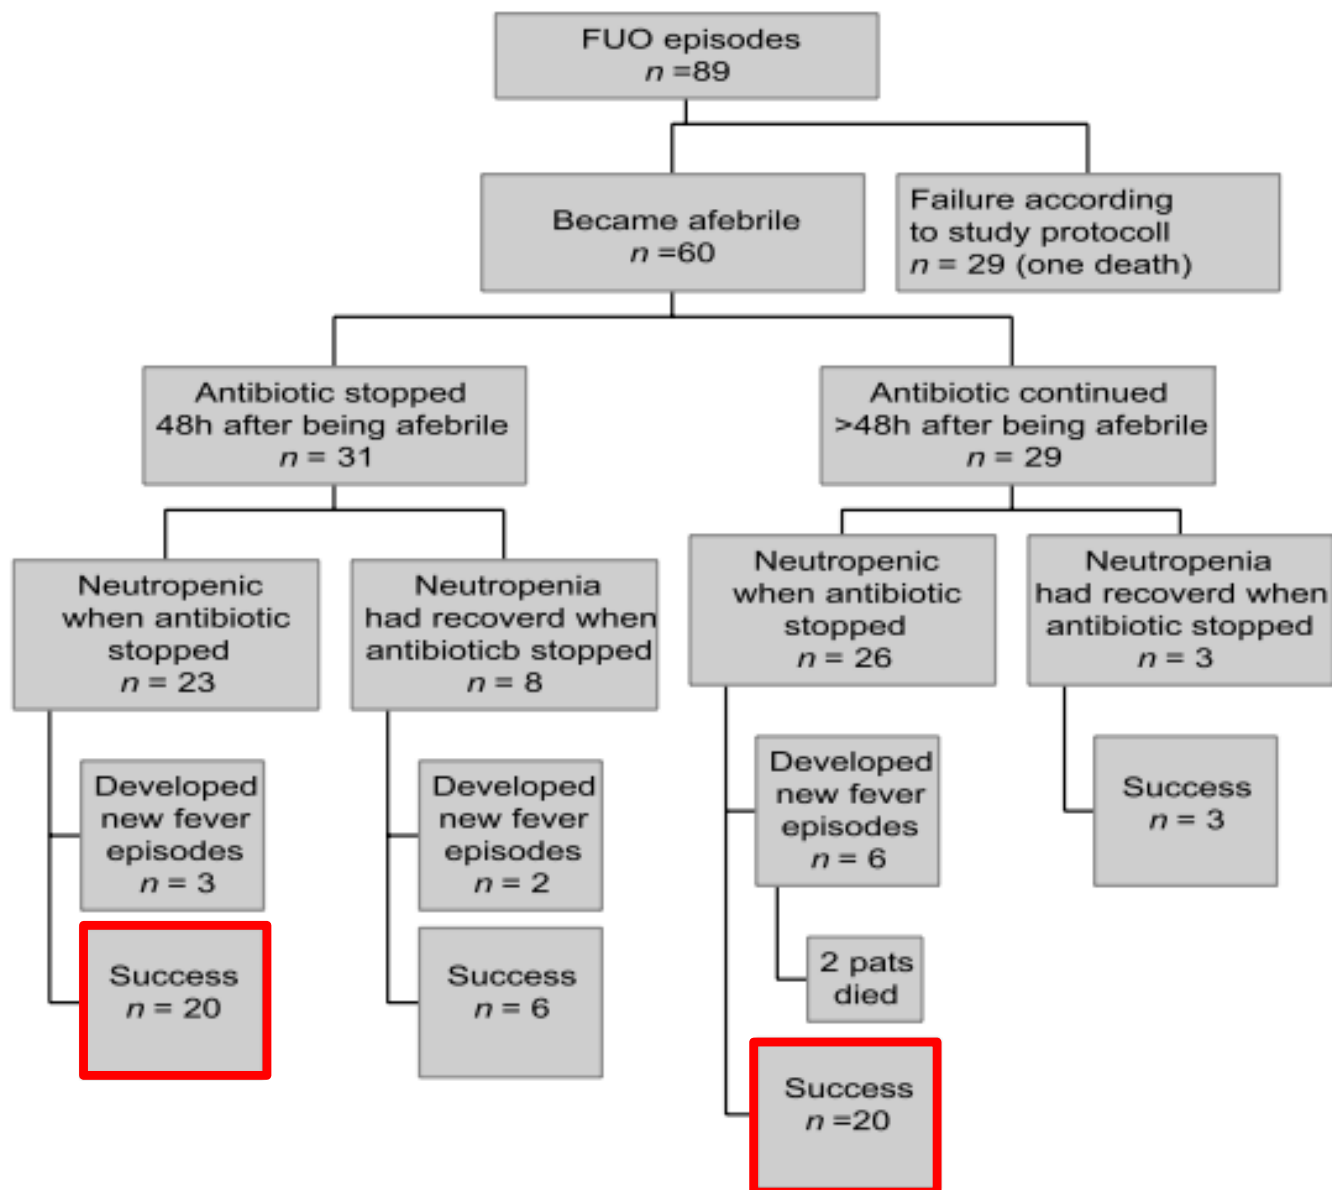 FUO episodes
n =89
Became afebrile
n =60
Failure according
to study protocoll
n = 29 (one death)
Antibiotic stopped
48h after being afebrile
n = 31
Antibiotic continued
>48h after being afebrile
n = 29
Neutropenic
when antibiotic
stopped
n = 23
Neutropenia
had recoverd when
antibioticb stopped
n = 8
Neutropenic
when antibiotic
stopped
n = 26
Neutropenia
had recoverd when
antibiotic stopped
n = 3
Developed
new fever
episodes
n = 3
Success
n = 20
Developed
new fever
episodes
n = 2
Success
n = 6
Developed
new fever
episodes
n = 6
2 pats
died
Success
n =20
Success
n = 3